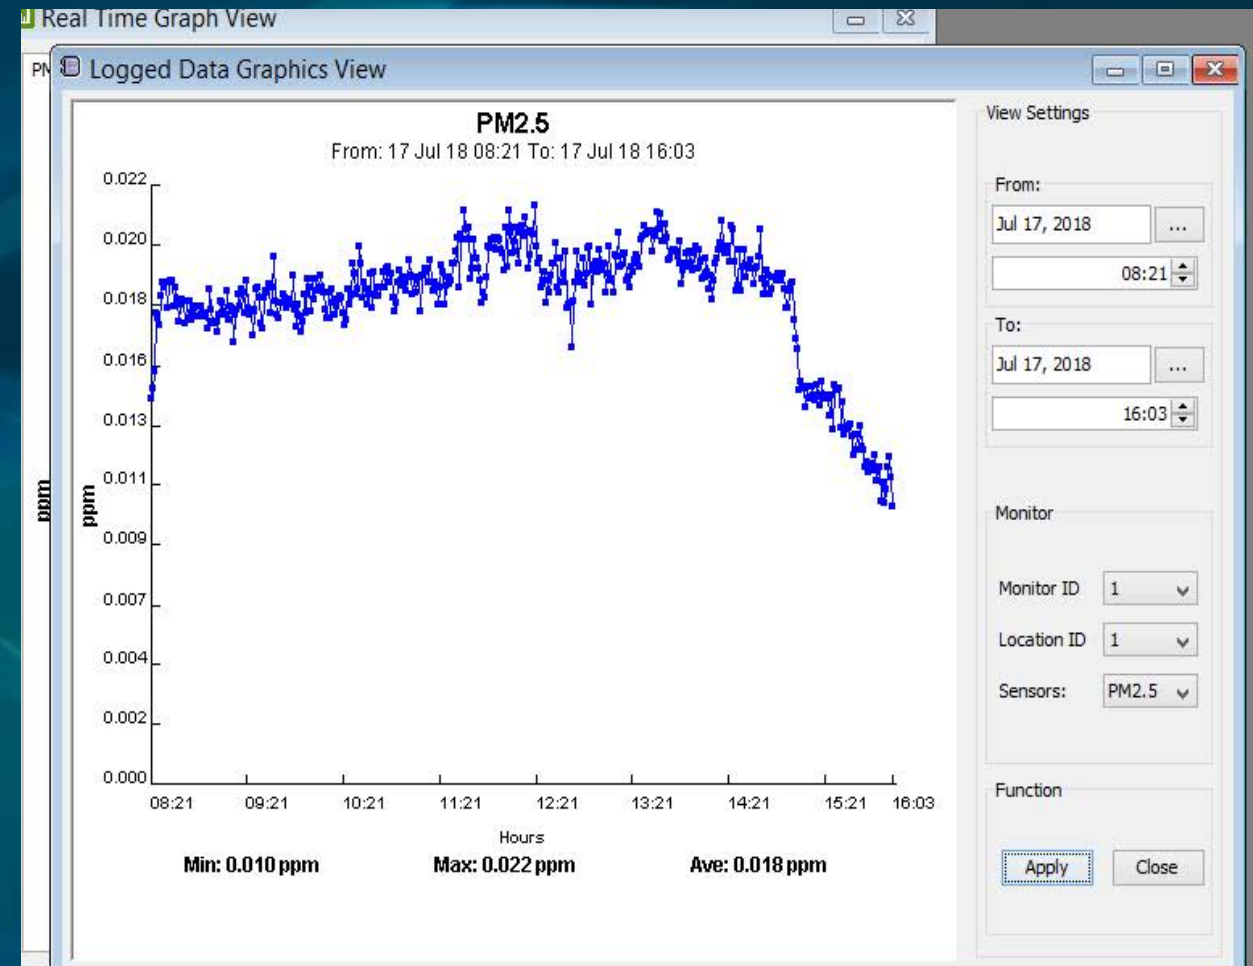 Real Time Graph View
PM
Logged Data Graphics View
PM2.5
From: 17 Jul 18 08:21 To: 17 Jul 18 16:03
0.022
0.020
0.018
0.016
0.013
0.011
0.009
0.007
0.004
0.002
0.000
ppm
ppm
08:21 09:21 10:21 11:21 12:21 13:21 14:21 15:21 16:03
Hours
Min: 0.010 ppm Max: 0.022 ppm Ave: 0.018 ppm
View Settings
From:
Jul 17, 2018 ...
08:21
To:
Jul 17, 2018 ...
16:03
Monitor
Monitor ID 1
Location ID 1
Sensors: PM2.5
Function
Apply Close